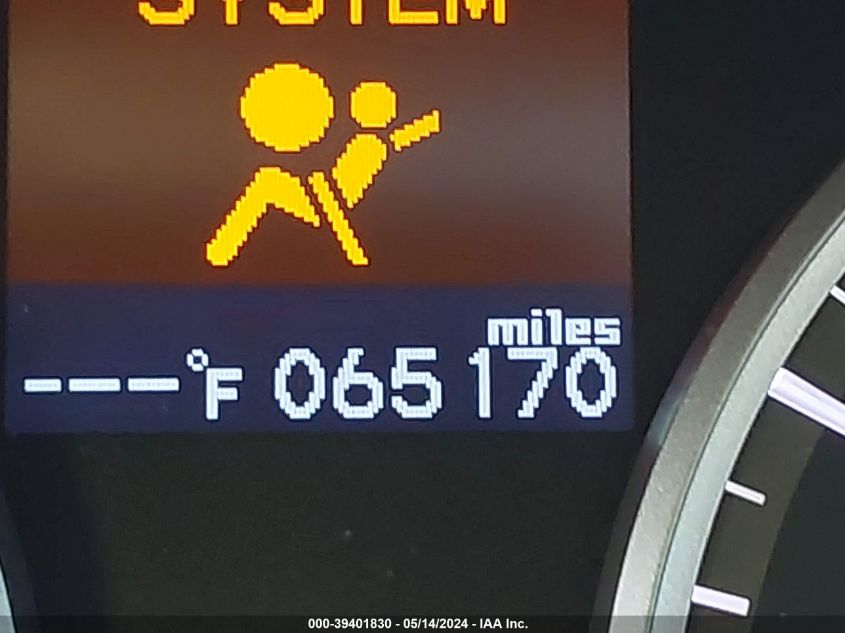 SYSTEM
miles
---°F 065170
000-39401830 - 05/14/2024 - IAA Inc.